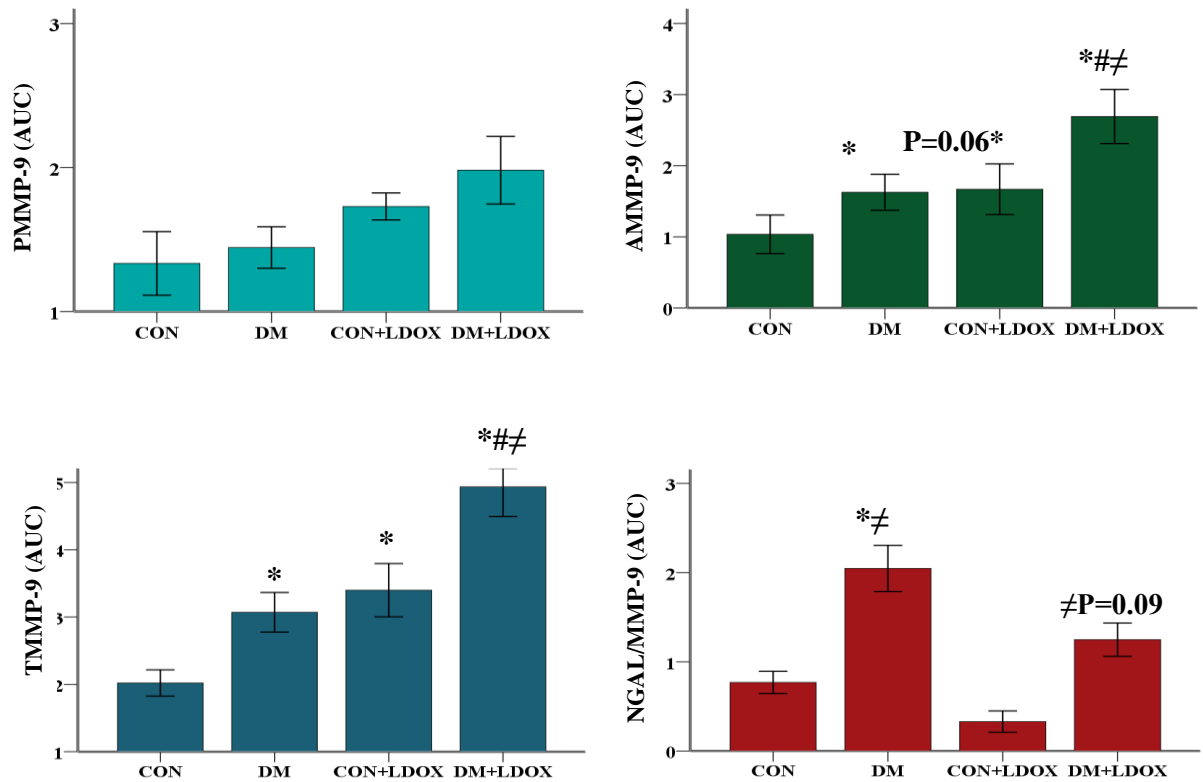 PMMP-9 (AUC)
3
2
1
CON DM CON+LDOX DM+LDOX
AMMP-9 (AUC)
4
3
2
1
0
*
P=0.06*
*#≠
CON DM CON+LDOX DM+LDOX
TMMP-9 (AUC)
5
4
3
2
1
*
*
*#≠
CON DM CON+LDOX DM+LDOX
NGAL/MMP-9 (AUC)
3
2
1
0
*≠
≠P=0.09
CON DM CON+LDOX DM+LDOX